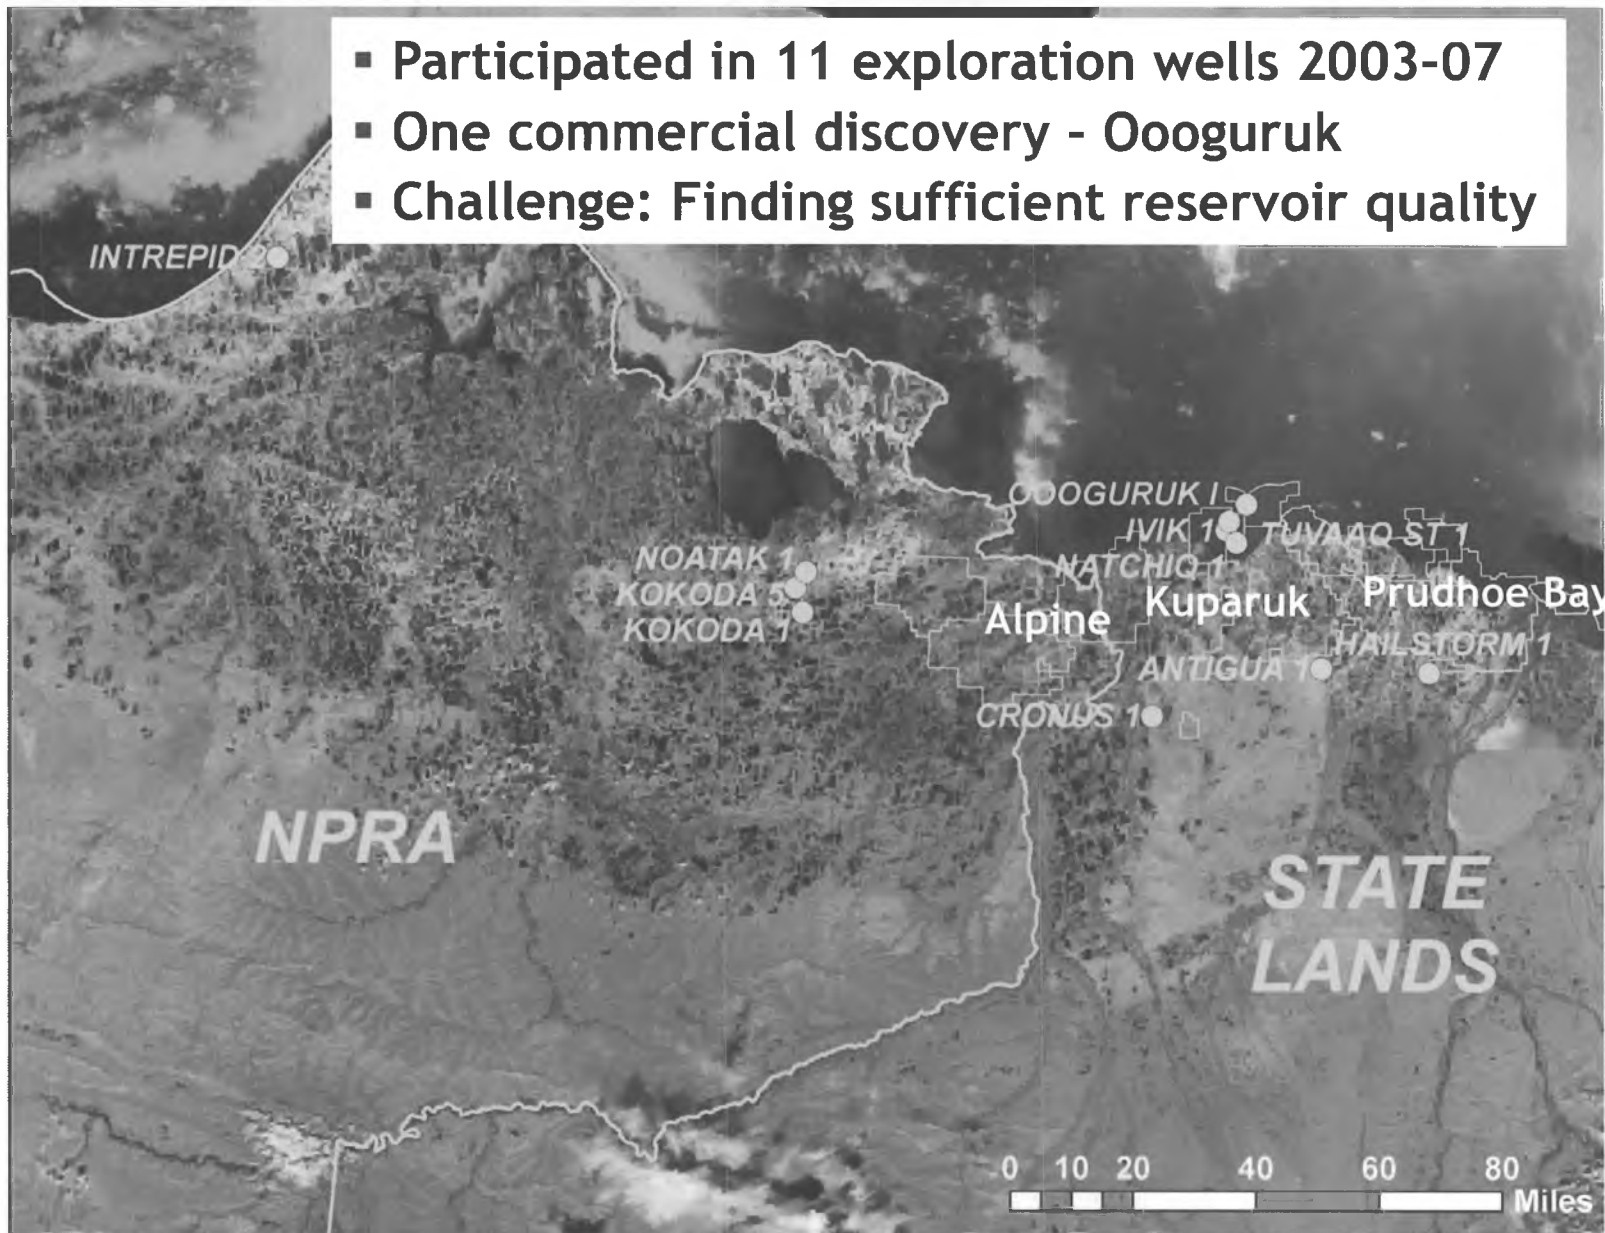 ▪ Participated in 11 exploration wells 2003-07
▪ One commercial discovery - Oooguruk
▪ Challenge: Finding sufficient reservoir quality
INTREPID 2
OOOGURUK I
IVIK 1
TUVAAQ ST 1
NATCHIQ 1
NOATAK 1
KOKODA 5
KOKODA 1
Alpine
Kuparuk
Prudhoe Bay
HAILSTORM 1
ANTIGUA 1
CRONUS 1
NPRA
STATE
LANDS
0 10 20 40 60 80
Miles